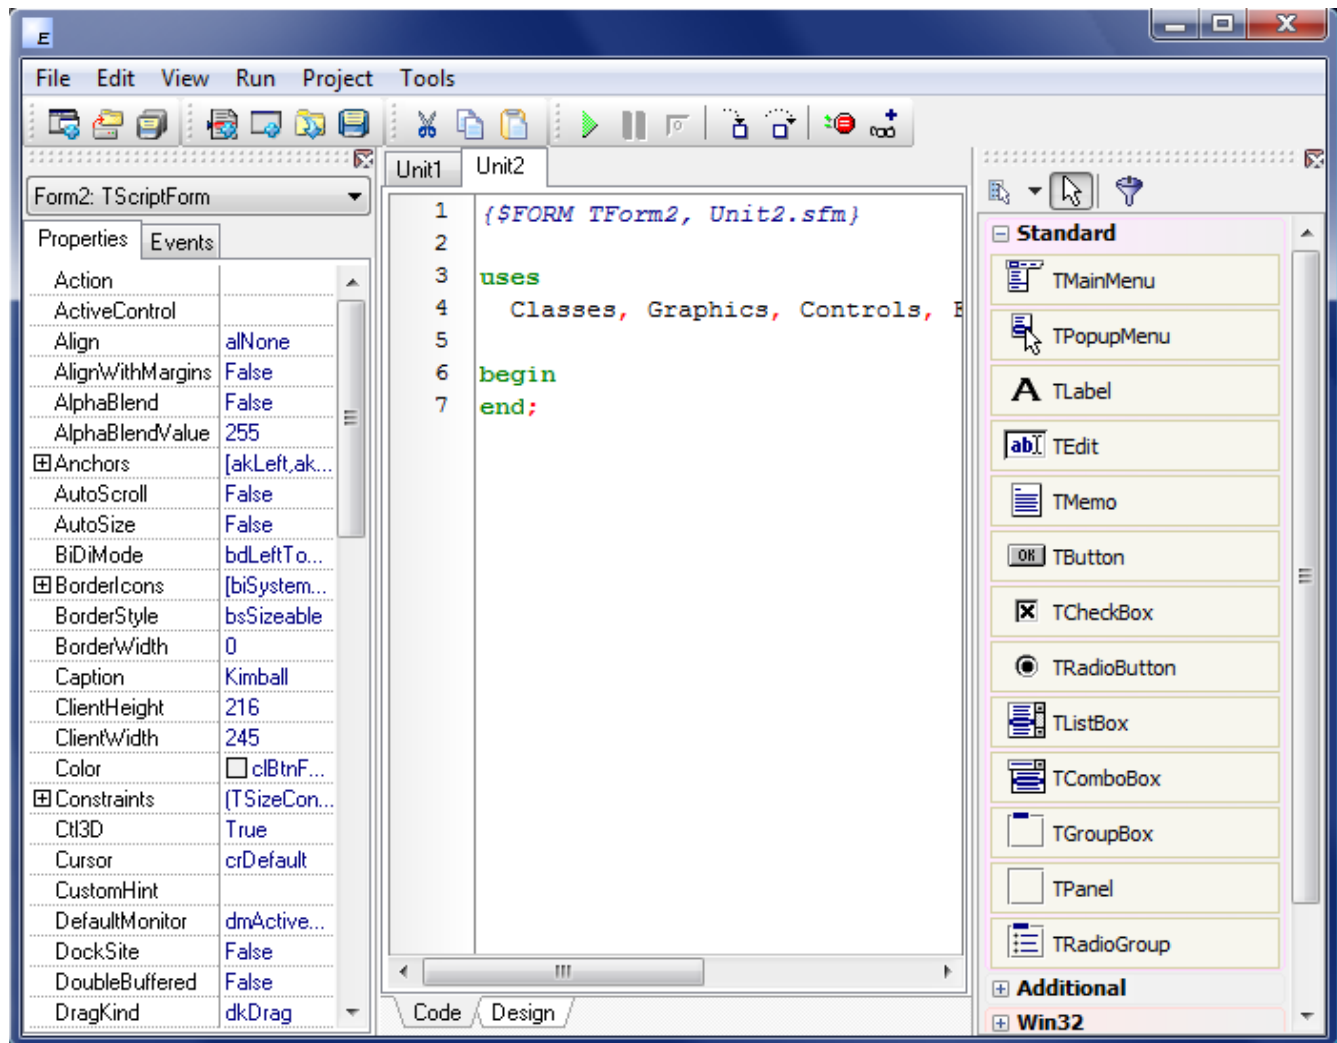 E
File Edit View Run Project Tools
Form2: TScriptForm
Properties Events
Action
ActiveControl
Align alNone
AlignWithMargins False
AlphaBlend False
AlphaBlendValue 255
Anchors [akLeft,ak...
AutoScroll False
AutoSize False
BiDiMode bdLeftTo...
BorderIcons [biSystem...
BorderStyle bsSizeable
BorderWidth 0
Caption Kimball
ClientHeight 216
ClientWidth 245
Color clBtnF...
Constraints (TSizeCon...
Ctl3D True
Cursor crDefault
CustomHint
DefaultMonitor dmActive...
DockSite False
DoubleBuffered False
DragKind dkDrag
Unit1 Unit2
1 {$FORM TForm2, Unit2.sfm}
2
3 uses
4 Classes, Graphics, Controls,
5
6 begin
7 end;
Code Design
Standard
TMainMenu
TPopupMenu
A TLabel
ab TEdit
TMemo
OK TButton
TCheckBox
TRadioButton
TListBox
TComboBox
TGroupBox
TPanel
TRadioGroup
Additional
Win32